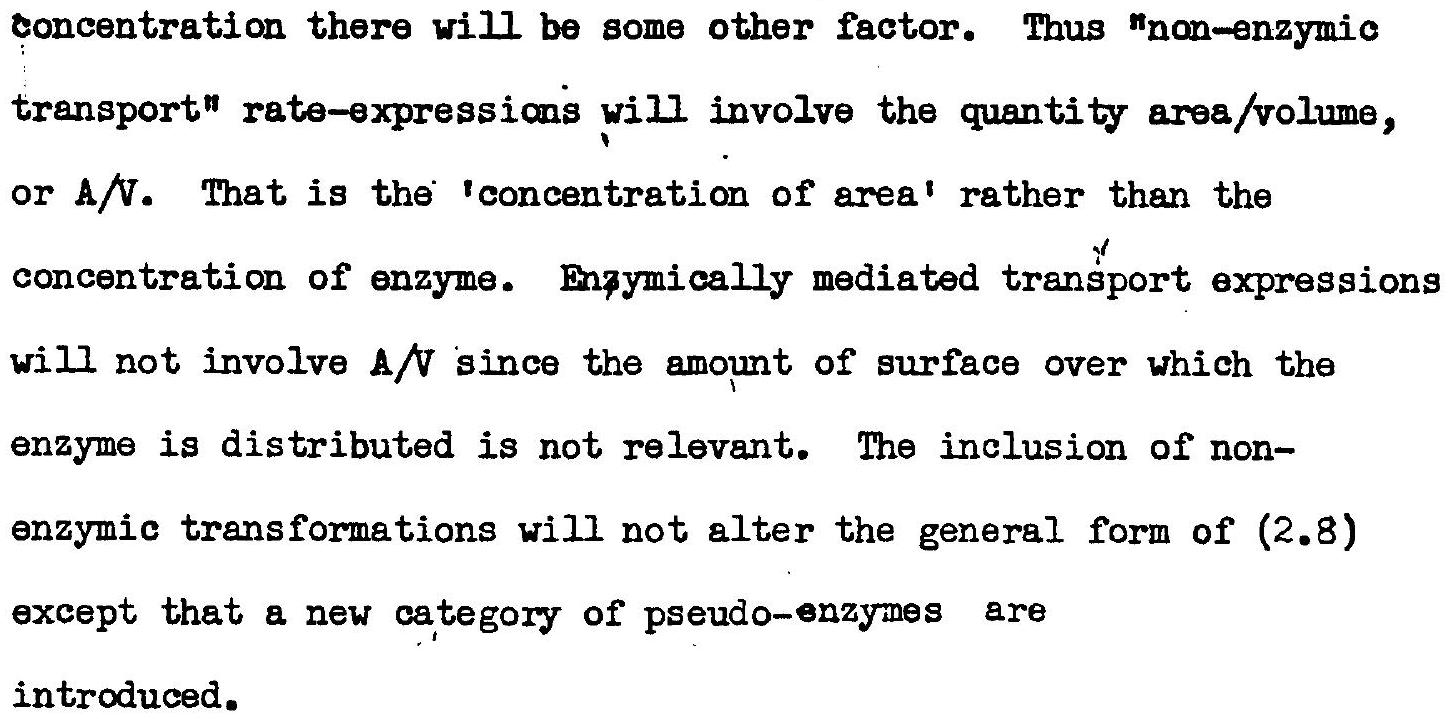 concentration there will be some other factor. Thus "non-enzymic
transport" rate-expressions will involve the quantity area/volume,
or A/V. That is the 'concentration of area' rather than the
concentration of enzyme. Enzymically mediated transport expressions
will not involve A/V since the amount of surface over which the
enzyme is distributed is not relevant. The inclusion of non-
enzymic transformations will not alter the general form of (2.8)
except that a new category of pseudo-enzymes are
introduced.